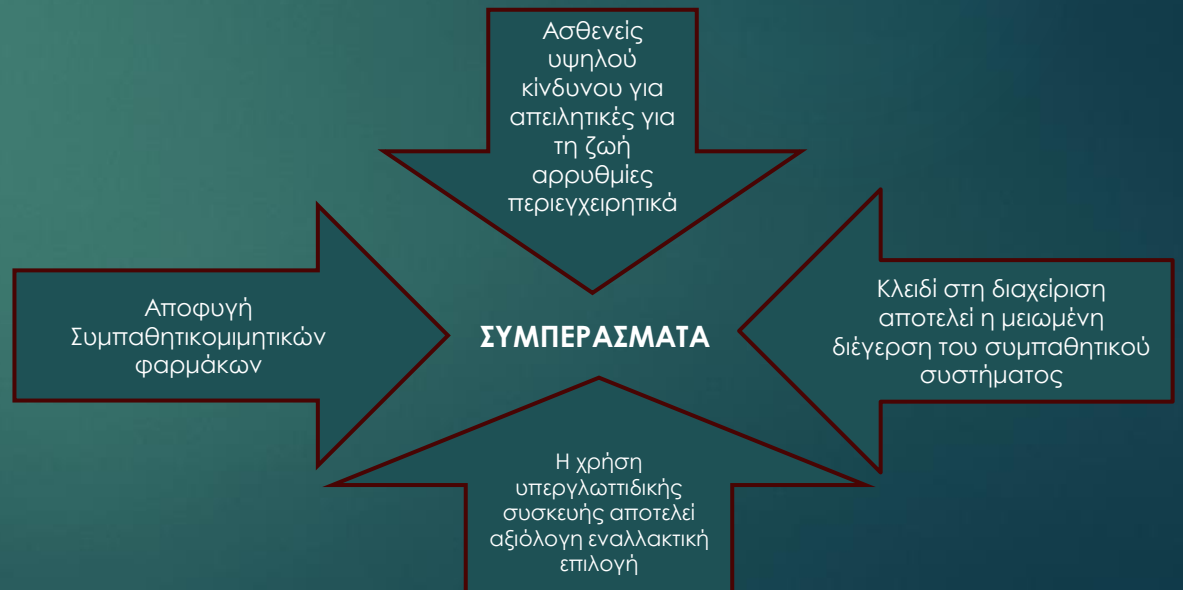 Ασθενείς
υψηλού
κίνδυνου για
απειλητικές για
τη ζωή
αρρυθμίες
περιεγχειρητικά
Αποφυγή
Συμπαθητικομιμητικών
φαρμάκων
ΣΥΜΠΕΡΑΣΜΑΤΑ
Κλειδί στη διαχείριση
αποτελεί η μειωμένη
διέγερση του συμπαθητικού
συστήματος
Η χρήση
υπεργλωττιδικής
συσκευής αποτελεί
αξιόλογη εναλλακτική
επιλογή